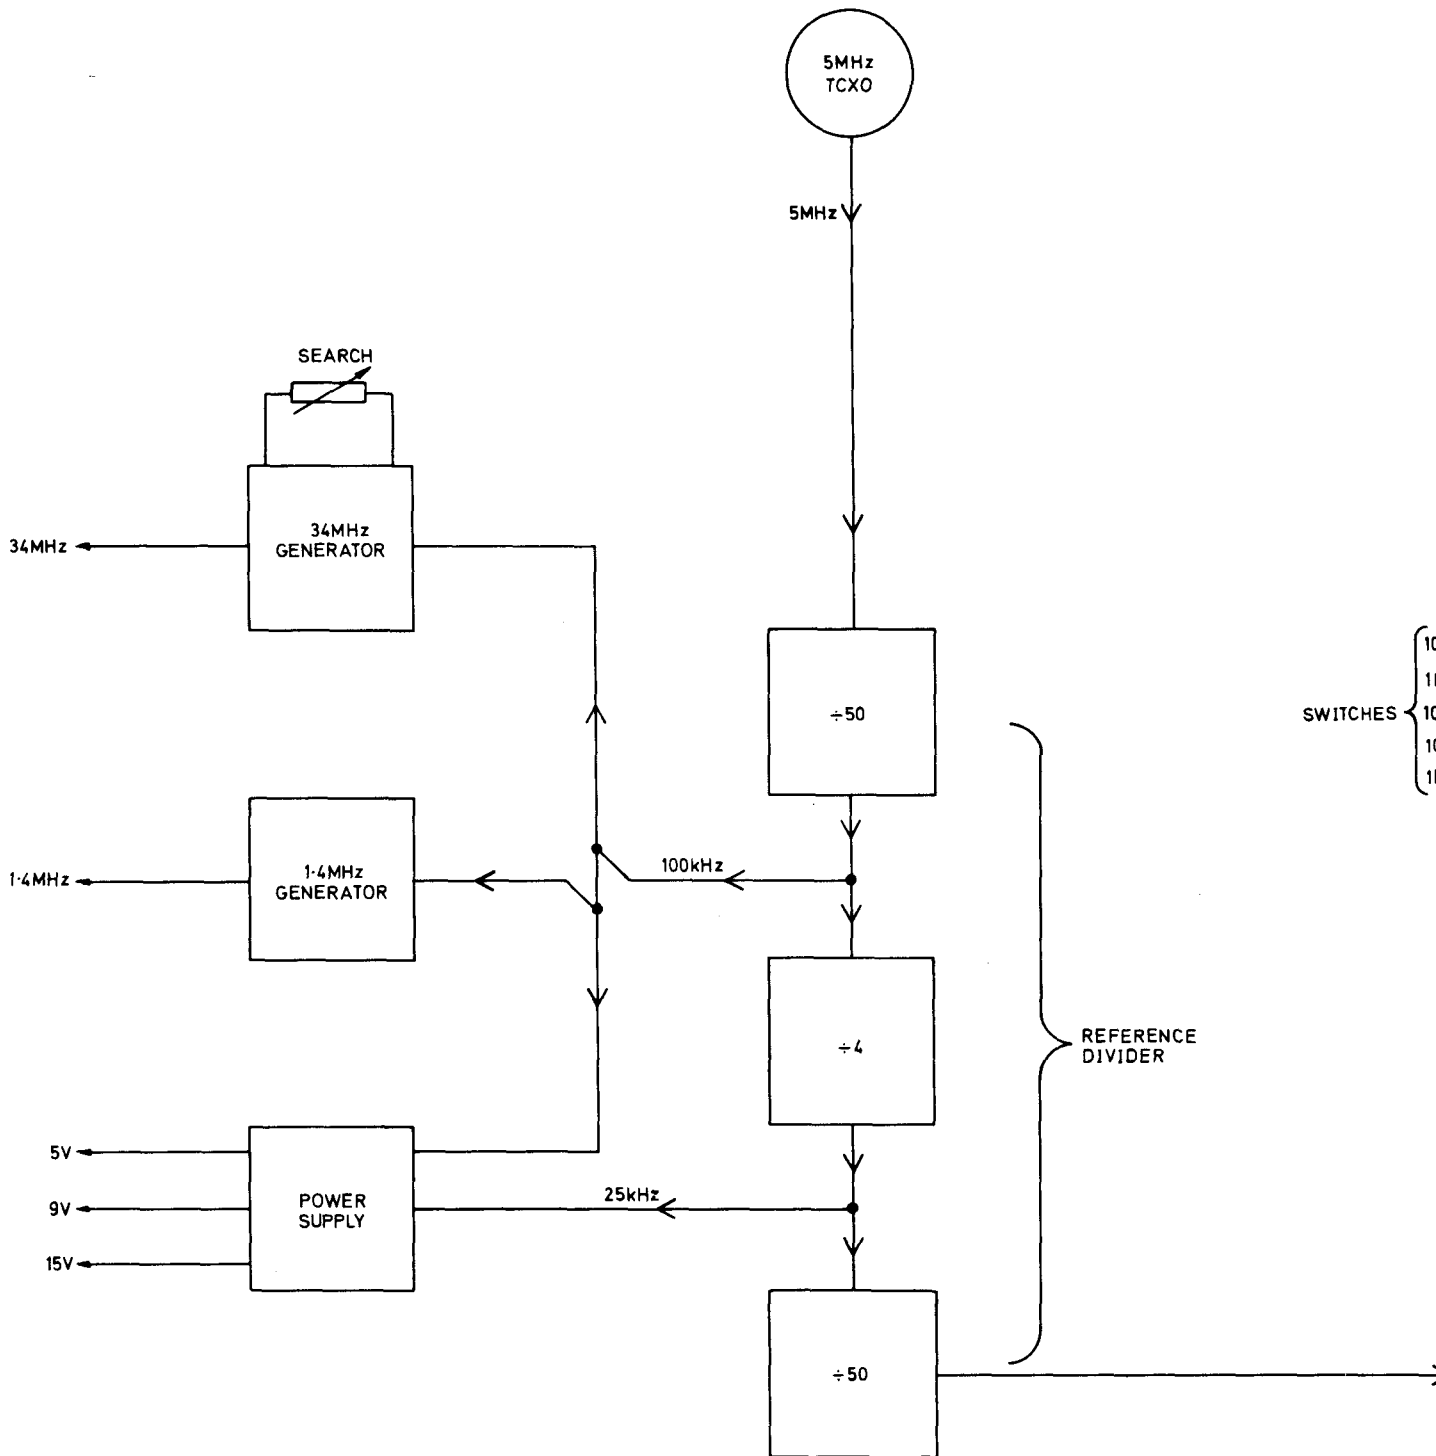 5MHz
TCXO
5MHz
SEARCH
34MHz
34MHz
GENERATOR
÷50
SWITCHES
1·4MHz
1·4MHz
GENERATOR
100kHz
÷4
REFERENCE
DIVIDER
5V
9V
15V
POWER
SUPPLY
25kHz
÷50